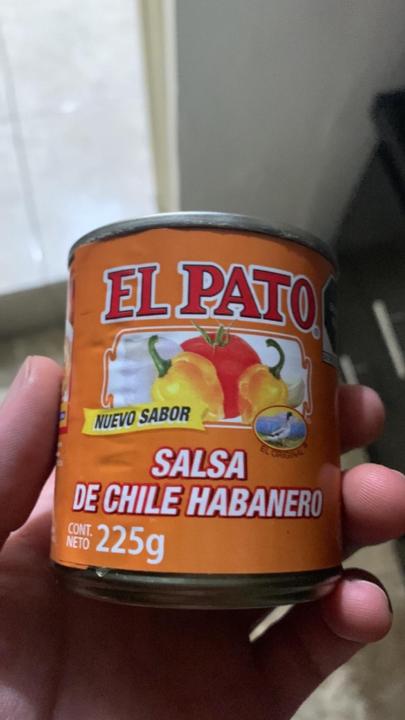 EL PATO®
NUEVO SABOR
EL ORIGINAL
SALSA
DE CHILE HABANERO
CONT.
NETO 225g